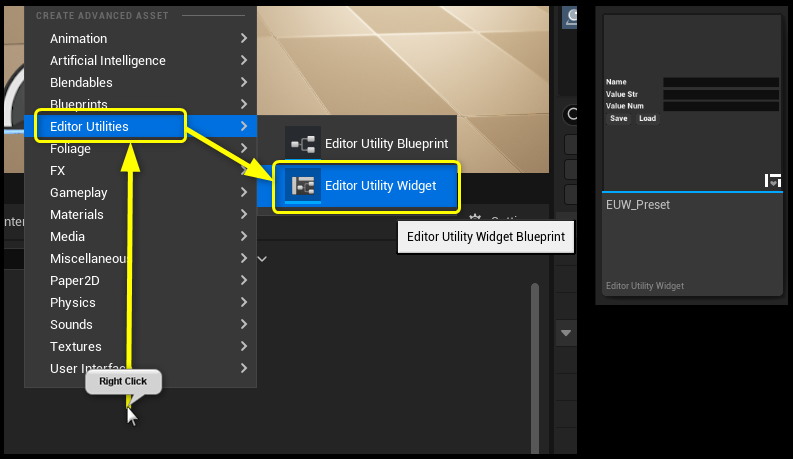 CREATE ADVANCED ASSET
Animation
Artificial Intelligence
Blendables
Blueprints
Editor Utilities
Foliage
FX
Gameplay
Materials
Media
Miscellaneous
Paper2D
Physics
Sounds
Textures
User Interfac
Right Click
Editor Utility Blueprint
Editor Utility Widget
Editor Utility Widget Blueprint
Name
Value Str
Value Num
Save Load
EUW_Preset
Editor Utility Widget